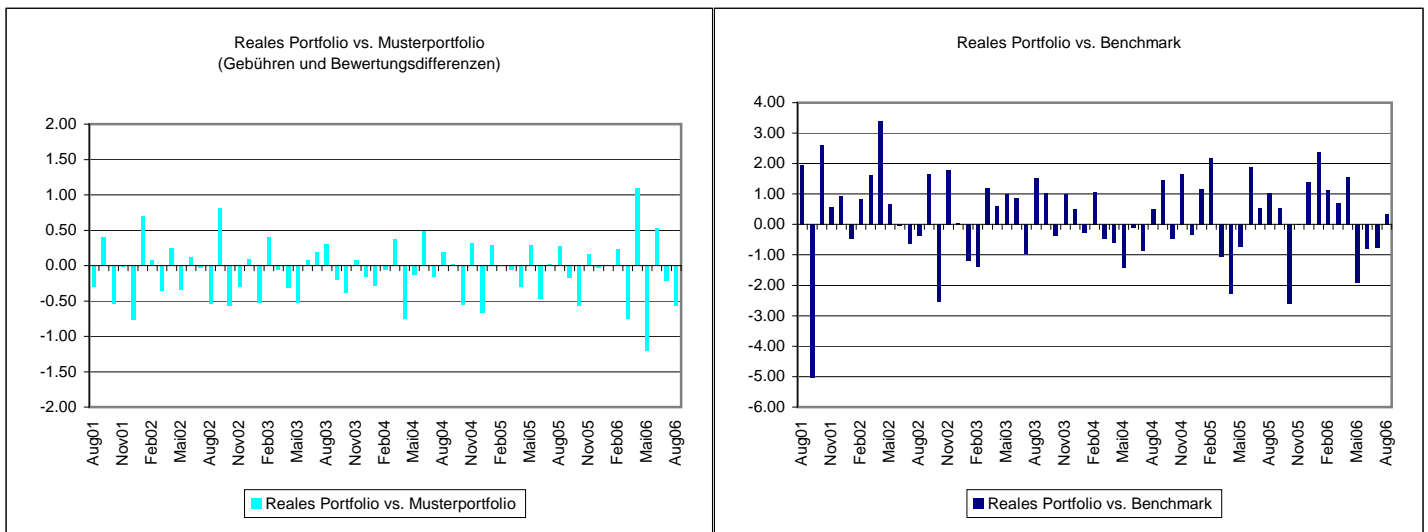 Reales Portfolio vs. Musterportfolio
(Gebühren und Bewertungsdifferenzen)
2.00
1.50
1.00
0.50
0.00
-0.50
-1.00
-1.50
-2.00
Aug01
Nov01
Feb02
Mai02
Aug02
Nov02
Feb03
Mai03
Aug03
Nov03
Feb04
Mai04
Aug04
Nov04
Feb05
Mai05
Aug05
Nov05
Feb06
Mai06
Aug06
Reales Portfolio vs. Musterportfolio
Reales Portfolio vs. Benchmark
4.00
3.00
2.00
1.00
0.00
-1.00
-2.00
-3.00
-4.00
-5.00
-6.00
Aug01
Nov01
Feb02
Mai02
Aug02
Nov02
Feb03
Mai03
Aug03
Nov03
Feb04
Mai04
Aug04
Nov04
Feb05
Mai05
Aug05
Nov05
Feb06
Mai06
Aug06
Reales Portfolio vs. Benchmark